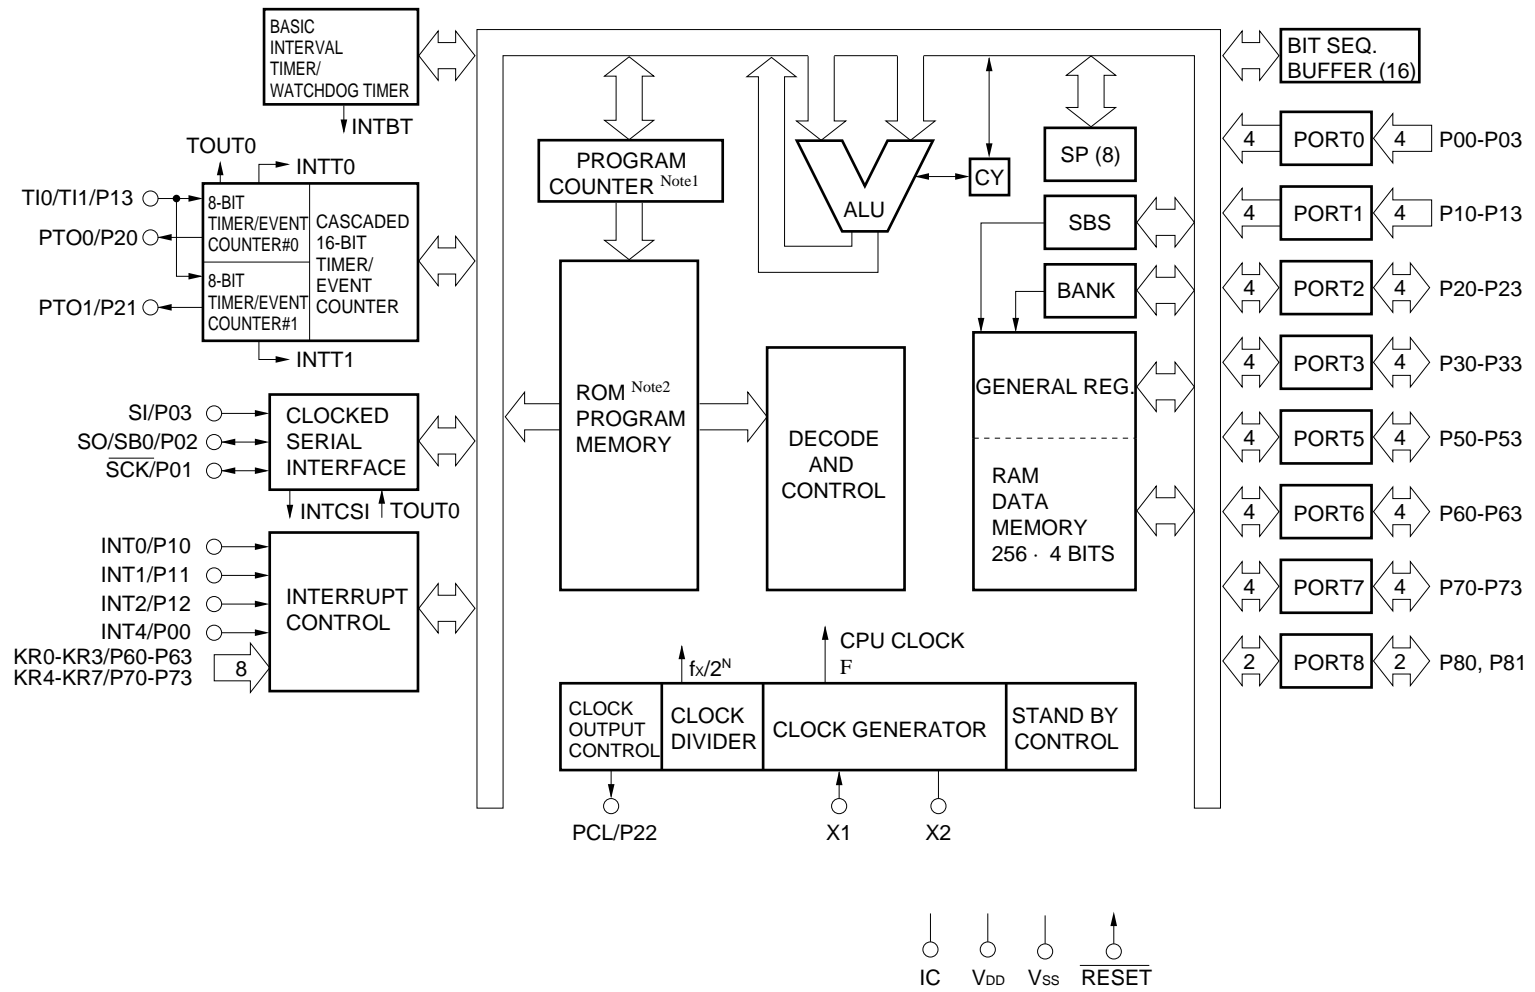 BASIC
INTERVAL
TIMER/
WATCHDOG TIMER
INTBT
TOUT0
INTT0
TI0/TI1/P13
PTO0/P20
PTO1/P21
8-BIT
TIMER/EVENT
COUNTER#0
8-BIT
TIMER/EVENT
COUNTER#1
CASCADED
16-BIT
TIMER/
EVENT
COUNTER
INTT1
SI/P03
SO/SB0/P02
SCK/P01
CLOCKED
SERIAL
INTERFACE
INTCSI
TOUT0
INT0/P10
INT1/P11
INT2/P12
INT4/P00
KR0-KR3/P60-P63
KR4-KR7/P70-P73
8
INTERRUPT
CONTROL
PROGRAM
COUNTER Note1
ALU
CY
SP (8)
SBS
BANK
ROM Note2
PROGRAM
MEMORY
DECODE
AND
CONTROL
GENERAL REG.
RAM
DATA
MEMORY
256 · 4 BITS
fX/2N
CPU CLOCK
F
CLOCK
OUTPUT
CONTROL
CLOCK
DIVIDER
CLOCK GENERATOR
STAND BY
CONTROL
PCL/P22
X1
X2
BIT SEQ.
BUFFER (16)
4 PORT0 4 P00-P03
4 PORT1 4 P10-P13
4 PORT2 4 P20-P23
4 PORT3 4 P30-P33
4 PORT5 4 P50-P53
4 PORT6 4 P60-P63
4 PORT7 4 P70-P73
2 PORT8 2 P80, P81
IC
VDD
VSS
RESET